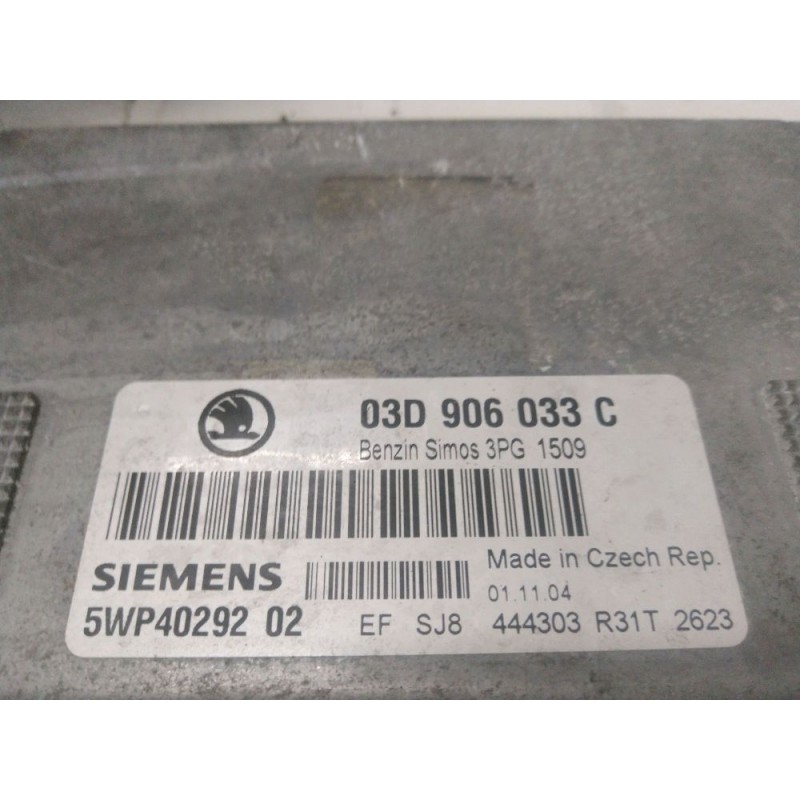 03D 906 033 C
Benzin Simos 3PG 1509
SIEMENS
Made in Czech Rep.
01.11.04
5WP40292 02 EF SJ8 444303 R31T 2623